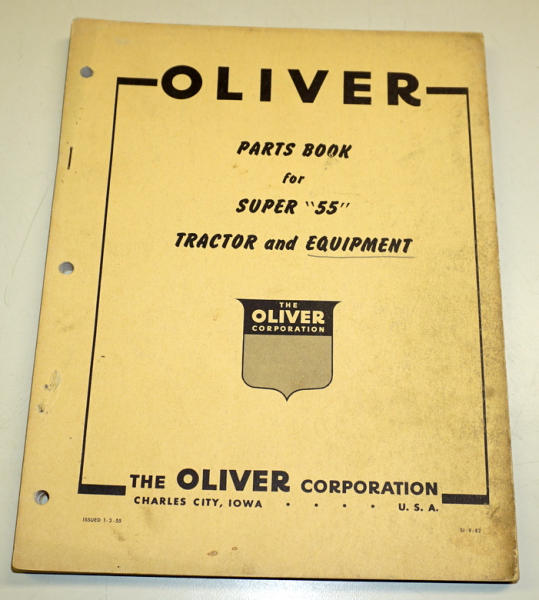 OLIVER
PARTS BOOK
for
SUPER "55"
TRACTOR and EQUIPMENT
THE
OLIVER
CORPORATION
THE OLIVER CORPORATION
CHARLES CITY, IOWA . . . . U. S. A.